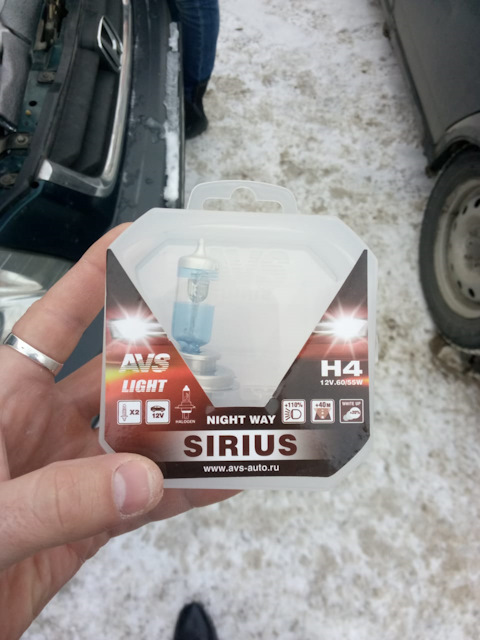 AVS
LIGHT
X2
12V
HALOGEN
H4
12V.60/55W
+110%
+40M
WHITE UP
NIGHT WAY
SIRIUS
www.avs-auto.ru